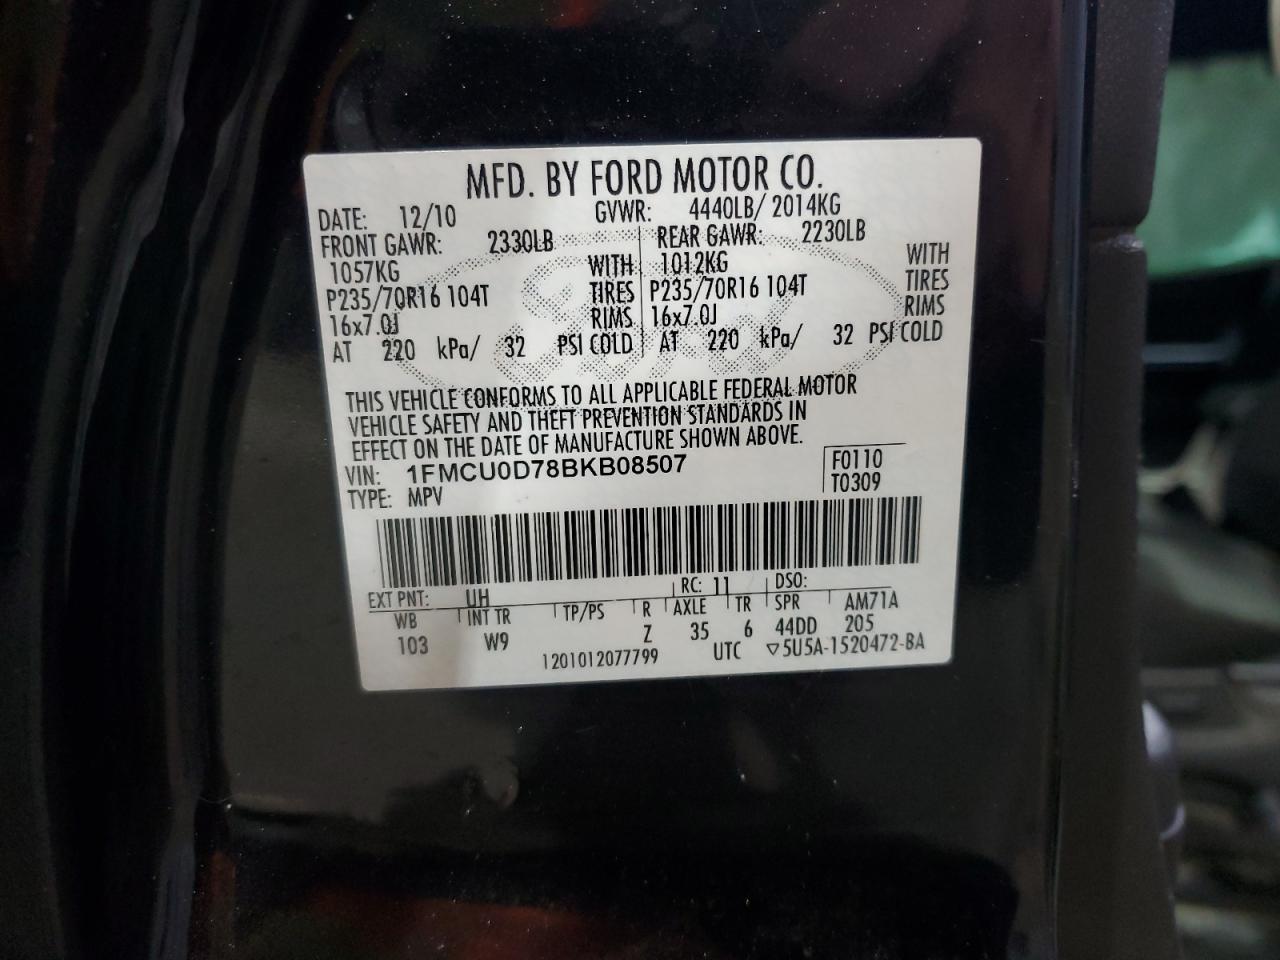 MFD. BY FORD MOTOR CO.
DATE: 12/10 GVWR: 4440LB/ 2014KG
FRONT GAWR: 2330LB REAR GAWR: 2230LB
1057KG WITH 1012KG WITH
P235/70R16 104T TIRES P235/70R16 104T TIRES
16x7.0J RIMS 16x7.0J RIMS
AT 220 kPa/ 32 PSI COLD AT 220 kPa/ 32 PSI COLD
THIS VEHICLE CONFORMS TO ALL APPLICABLE FEDERAL MOTOR
VEHICLE SAFETY AND THEFT PREVENTION STANDARDS IN
EFFECT ON THE DATE OF MANUFACTURE SHOWN ABOVE.
VIN: 1FMCU0D78BKB08507 F0110
TYPE: MPV T0309
EXT PNT: UH RC: 11 DSO:
WB INT TR TP/PS R AXLE TR SPR AM71A
103 W9 Z 35 6 44DD 205
1201012077799 UTC ▽5U5A-1520472-BA